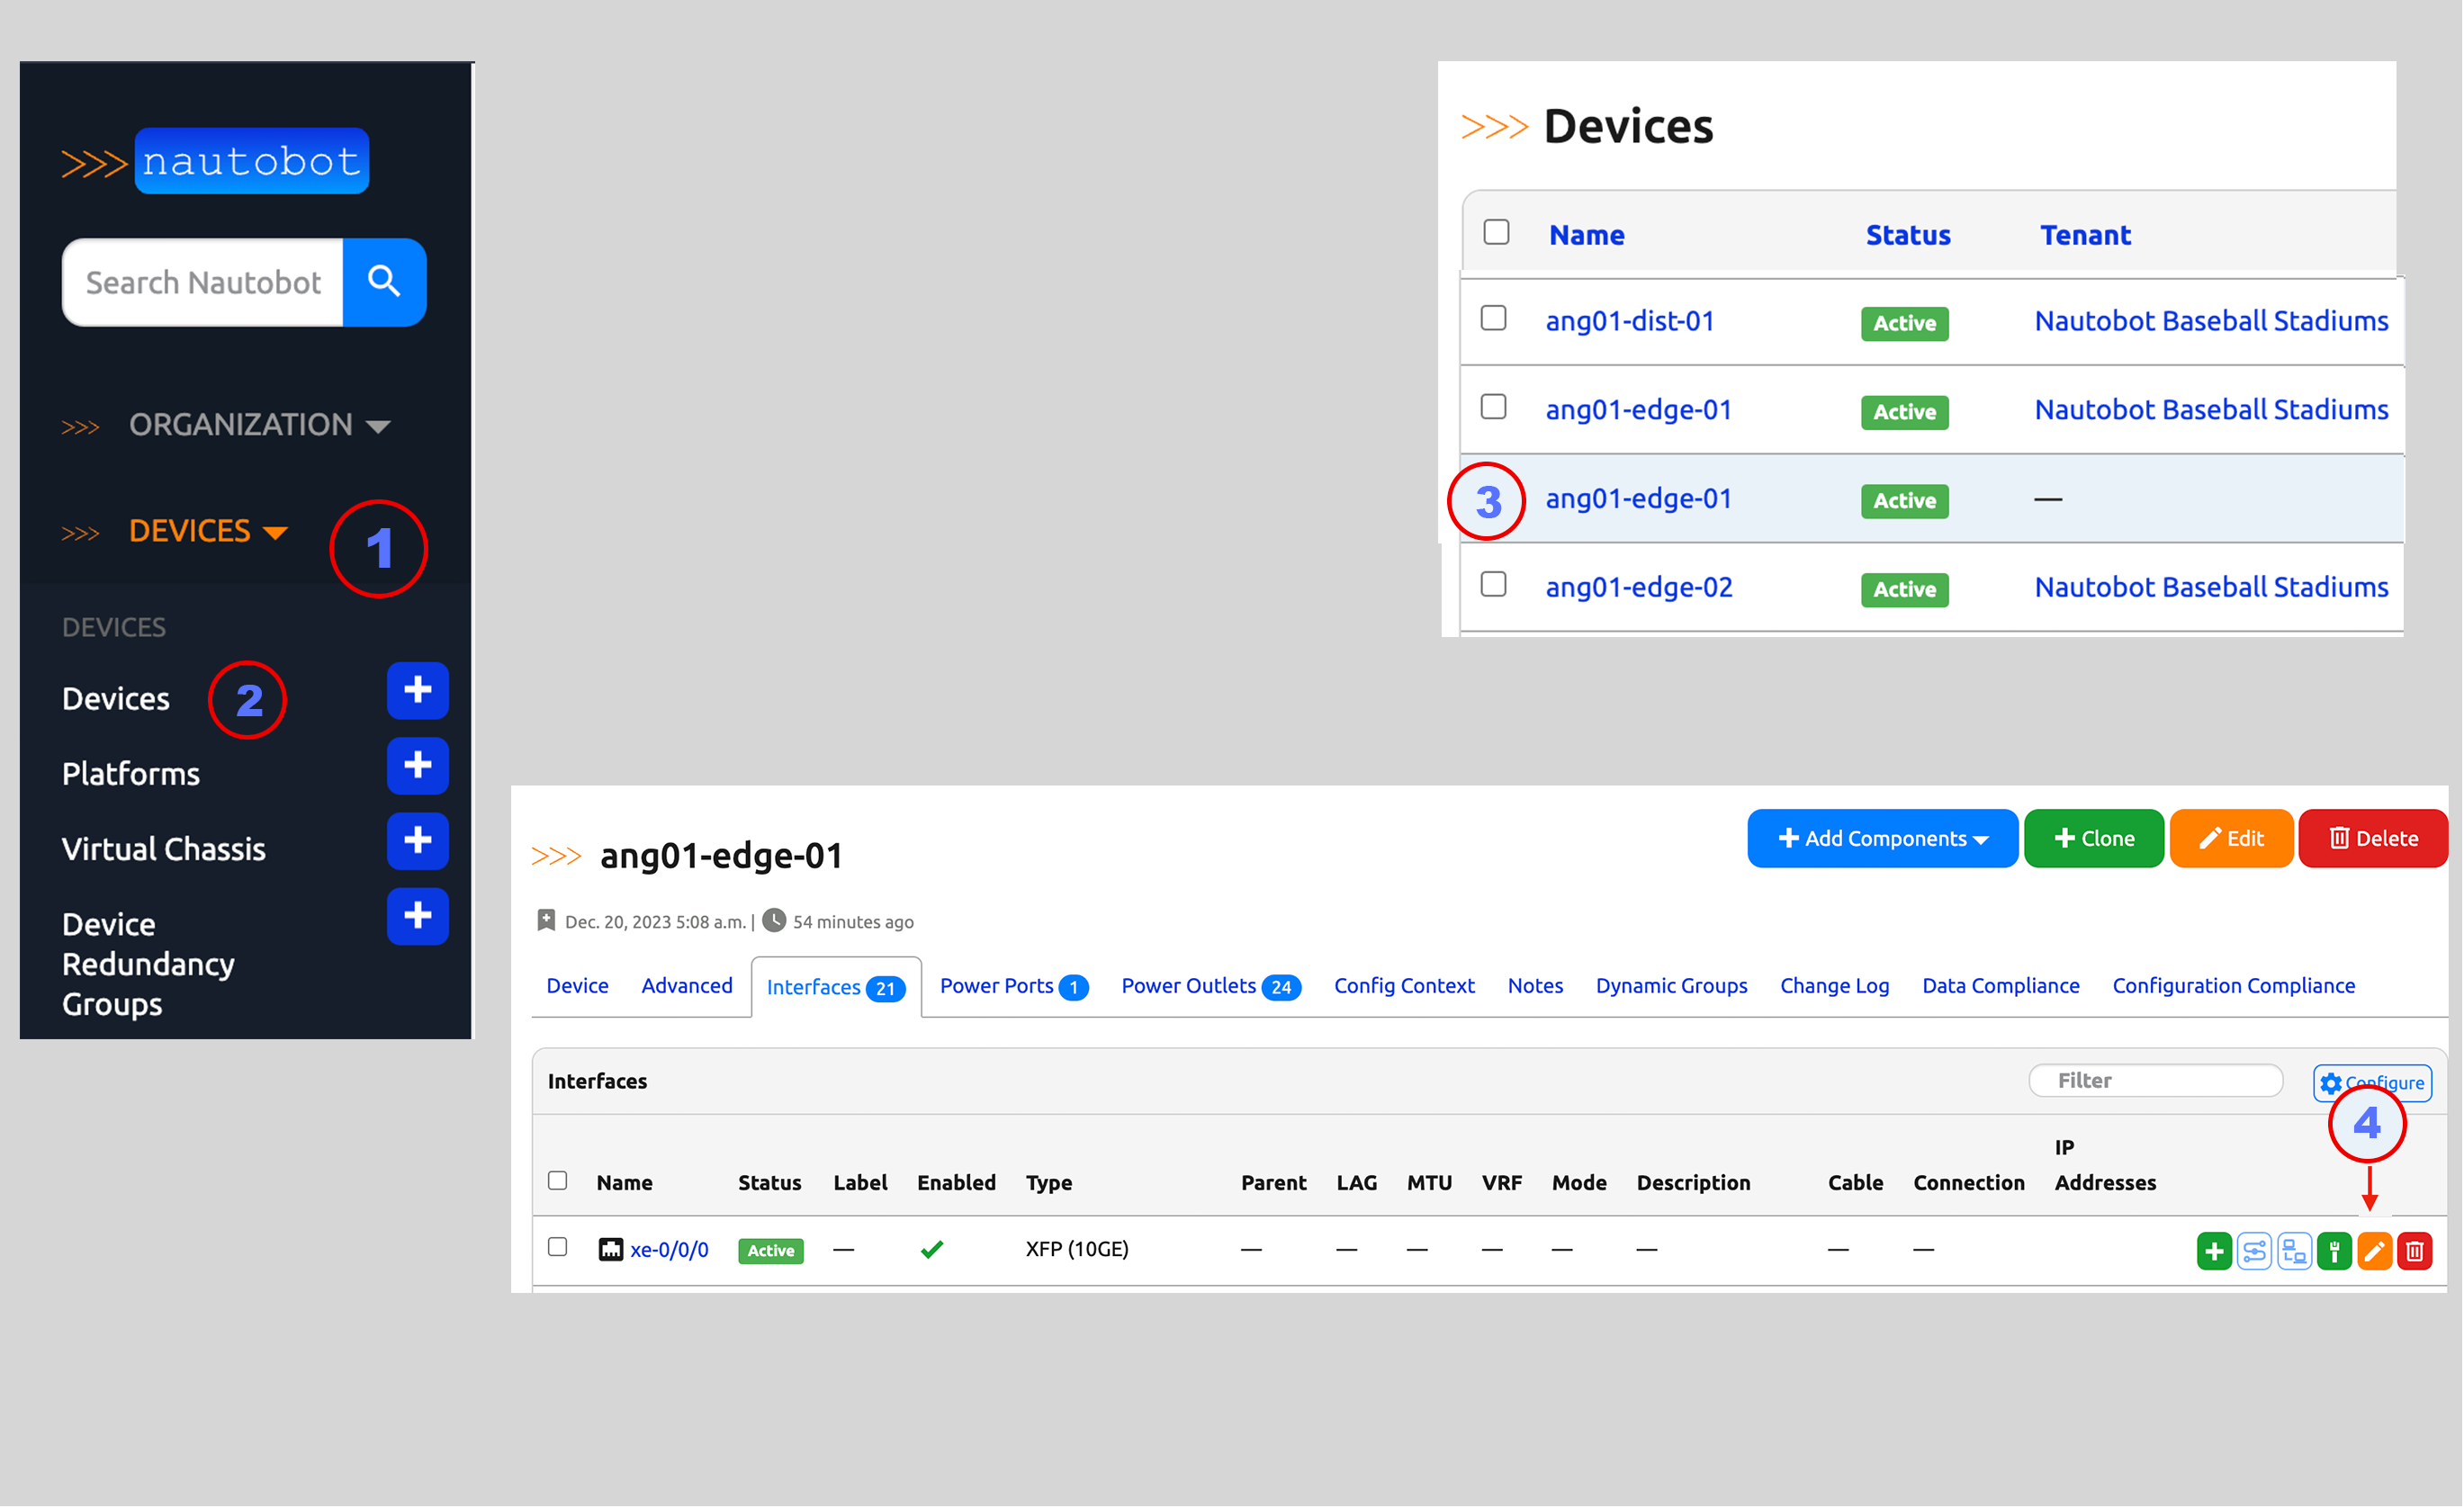 >>> nautobot
Search Nautobot
>>> ORGANIZATION
>>> DEVICES
1
DEVICES
Devices
2
Platforms
Virtual Chassis
Device
Redundancy
Groups
>>> Devices
Name Status Tenant
ang01-dist-01 Active Nautobot Baseball Stadiums
ang01-edge-01 Active Nautobot Baseball Stadiums
3 ang01-edge-01 Active —
ang01-edge-02 Active Nautobot Baseball Stadiums
>>> ang01-edge-01
Add Components Clone Edit Delete
Dec. 20, 2023 5:08 a.m. | 54 minutes ago
Device Advanced Interfaces 21 Power Ports 1 Power Outlets 24 Config Context Notes Dynamic Groups Change Log Data Compliance Configuration Compliance
Interfaces Filter Configure
4
Name Status Label Enabled Type Parent LAG MTU VRF Mode Description Cable Connection IP Addresses
xe-0/0/0 Active — XFP (10GE) — — — — — — — —